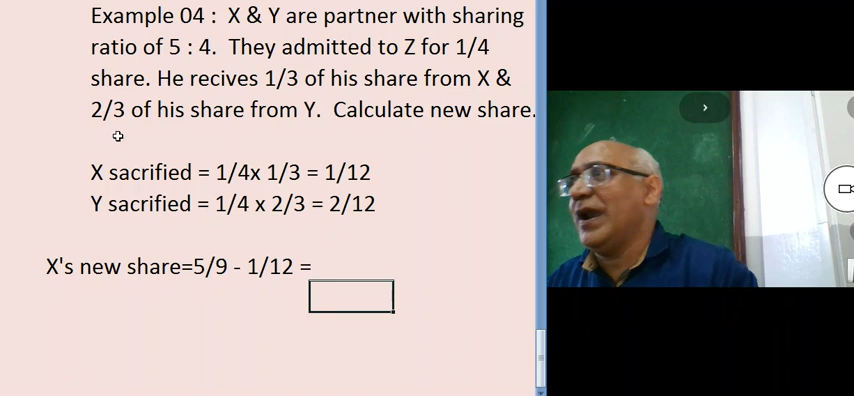 Example 04 : X & Y are partner with sharing
ratio of 5 : 4. They admitted to Z for 1/4
share. He recives 1/3 of his share from X &
2/3 of his share from Y. Calculate new share.
X sacrified = 1/4x 1/3 = 1/12
Y sacrified = 1/4 x 2/3 = 2/12
X's new share=5/9 - 1/12 =